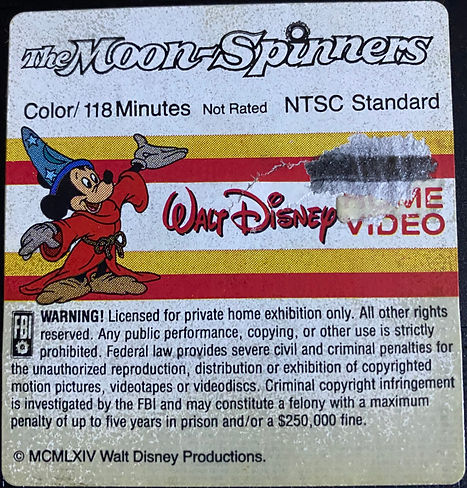 The Moon-Spinners
Color/ 118 Minutes Not Rated NTSC Standard
WALT DISNEY
VIDEO
FBI
WARNING! Licensed for private home exhibition only. All other rights
reserved. Any public performance, copying, or other use is strictly
prohibited. Federal law provides severe civil and criminal penalties for
the unauthorized reproduction, distribution or exhibition of copyrighted
motion pictures, videotapes or videodiscs. Criminal copyright infringement
is investigated by the FBI and may constitute a felony with a maximum
penalty of up to five years in prison and/or a $250,000 fine.
© MCMLXIV Walt Disney Productions.